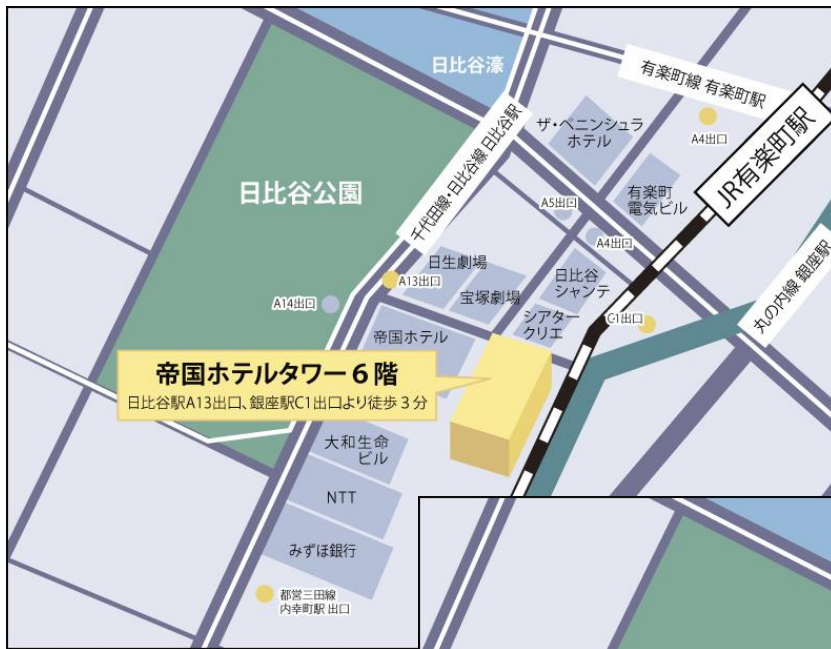 日比谷濠
有楽町線 有楽町駅
A4出口
ザ・ペニンシュラ
ホテル
JR有楽町駅
千代田線・日比谷線 日比谷駅
日比谷公園
有楽町
電気ビル
A5出口
A4出口
丸の内線 銀座駅
日生劇場
A13出口
日比谷
シャンテ
宝塚劇場
A14出口
シアター
クリエ
C1出口
帝国ホテル
帝国ホテルタワー6階
日比谷駅A13出口、銀座駅C1出口より徒歩3分
大和生命
ビル
NTT
みずほ銀行
都営三田線
内幸町駅 出口